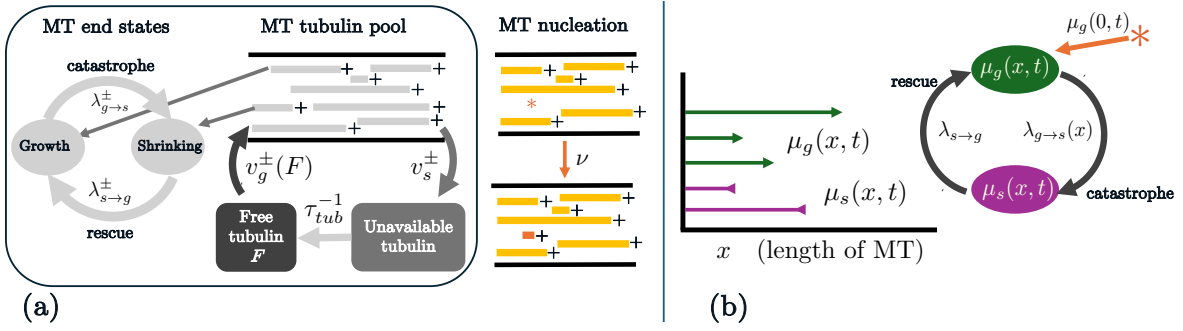 MT end states
MT tubulin pool
MT nucleation
catastrophe
λ±g→s
Growth
Shrinking
λ±s→g
rescue
+
+
+
+
+
+
+
+
v±g(F)
v±s
Free
tubulin
F
τ−1tub
Unavailable
tubulin
+
+
+
+
*
+
ν
+
+
+
+
+
+
(a)
μg(x, t)
μs(x, t)
x (length of MT)
μg(0, t)
*
μg(x, t)
rescue
λs→g
λg→s(x)
μs(x, t)
catastrophe
(b)